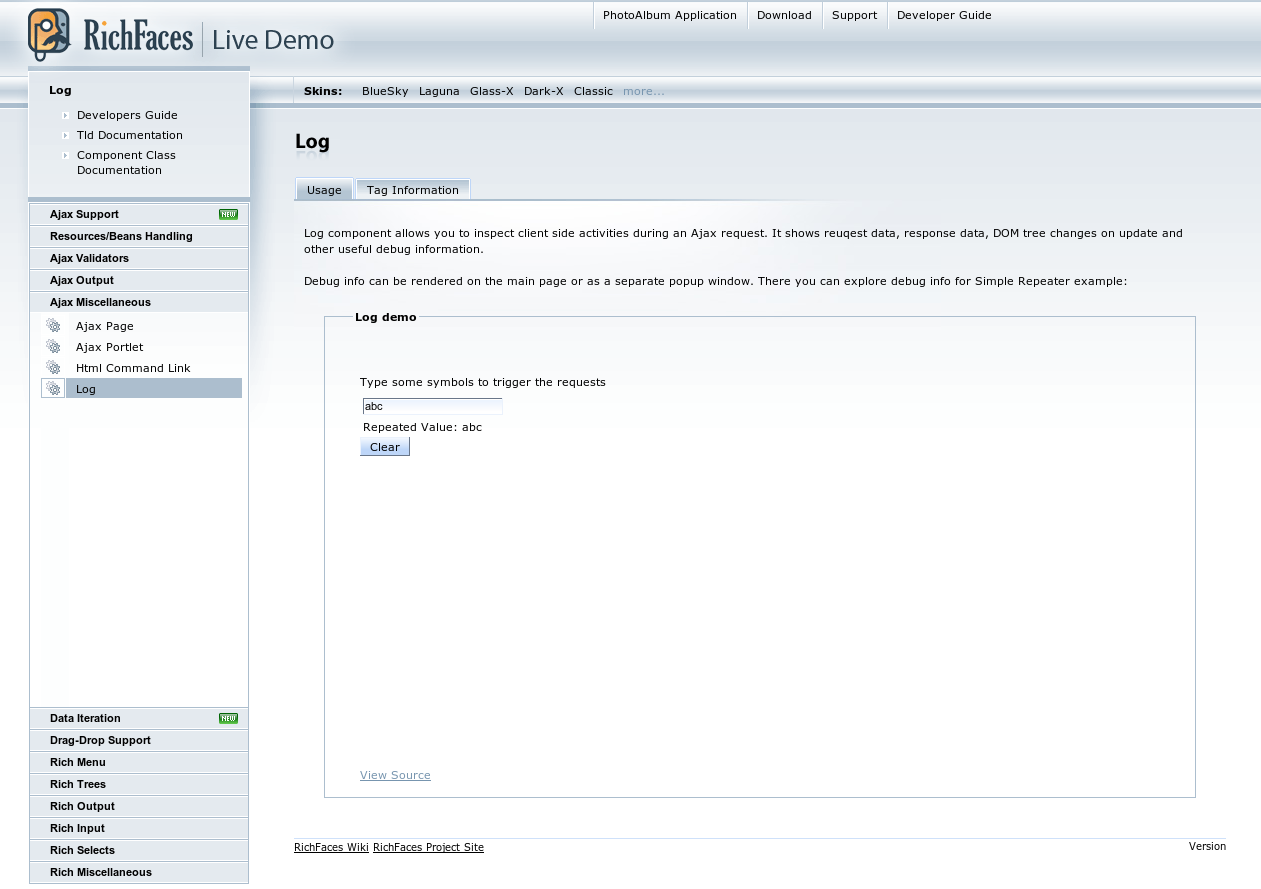 PhotoAlbum Application Download Support Developer Guide
RichFaces Live Demo
Log
Developers Guide
Tld Documentation
Component Class
Documentation
Skins: BlueSky Laguna Glass-X Dark-X Classic more...
Ajax Support NEW
Resources/Beans Handling
Ajax Validators
Ajax Output
Ajax Miscellaneous
Ajax Page
Ajax Portlet
Html Command Link
Log
Data Iteration NEW
Drag-Drop Support
Rich Menu
Rich Trees
Rich Output
Rich Input
Rich Selects
Rich Miscellaneous
Log
Usage Tag Information
Log component allows you to inspect client side activities during an Ajax request. It shows reuqest data, response data, DOM tree changes on update and
other useful debug information.
Debug info can be rendered on the main page or as a separate popup window. There you can explore debug info for Simple Repeater example:
Log demo
Type some symbols to trigger the requests
abc
Repeated Value: abc
Clear
View Source
RichFaces Wiki RichFaces Project Site Version